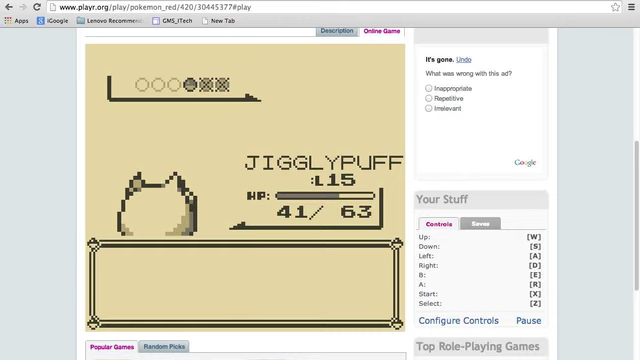 www.playr.org/play/pokemon_red/420/30445377#play
Apps
iGoogle
Lenovo Recommend
GMS_ITech
New Tab
Description
Online Game
JIGGLYPUFF
:L15
HP:
41/ 63
It's gone. Undo
What was wrong with this ad?
Inappropriate
Repetitive
Irrelevant
Google
Your Stuff
Controls
Saves
Up: [W]
Down: [S]
Left: [A]
Right: [D]
B: [E]
A: [R]
Start: [X]
Select: [Z]
Configure Controls
Pause
Popular Games
Random Picks
Top Role-Playing Games